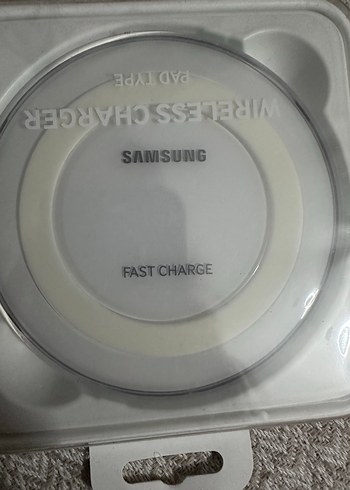 PAD TYPE
WIRELESS CHARGER
SAMSUNG
FAST CHARGE